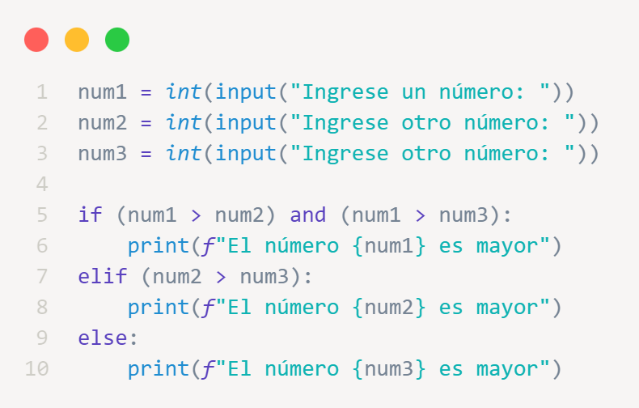 1 num1 = int(input("Ingrese un número: "))
2 num2 = int(input("Ingrese otro número: "))
3 num3 = int(input("Ingrese otro número: "))
4
5 if (num1 > num2) and (num1 > num3):
6     print(f"El número {num1} es mayor")
7 elif (num2 > num3):
8     print(f"El número {num2} es mayor")
9 else:
10     print(f"El número {num3} es mayor")